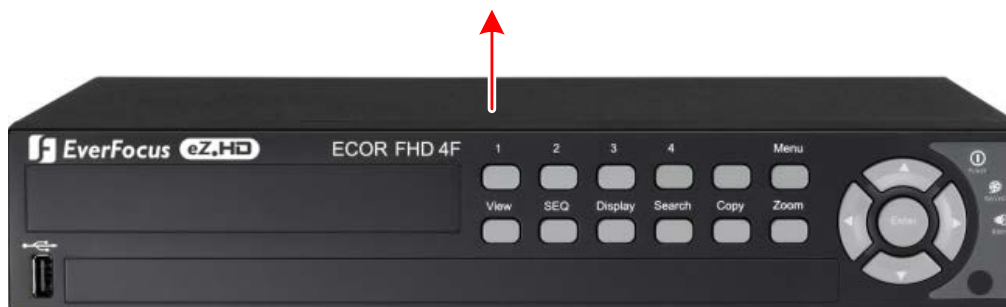 EverFocus eZ.HD
ECOR FHD 4F
1 2 3 4 Menu
View SEQ Display Search Copy Zoom
Enter